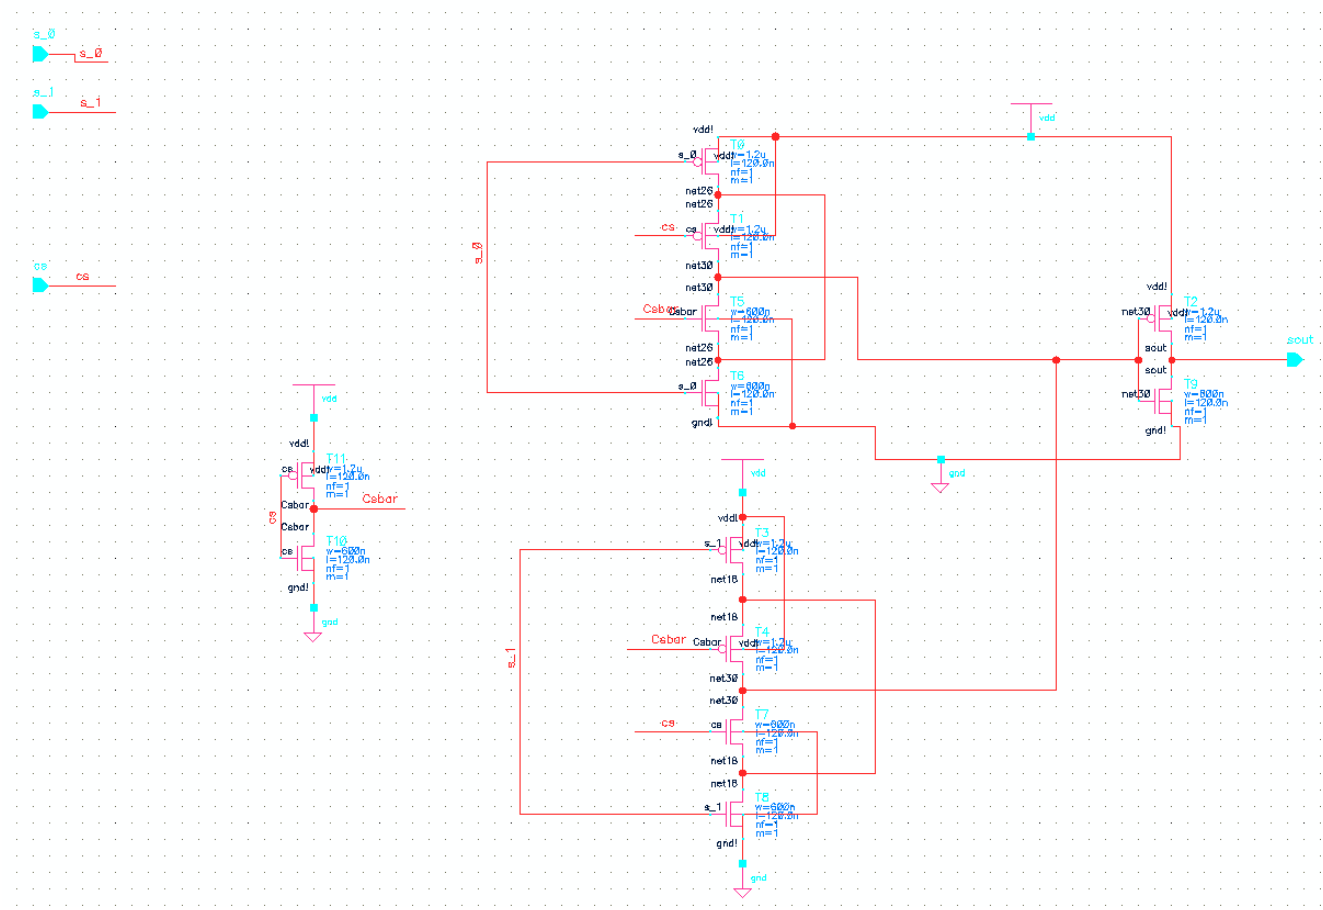 s_0
s_0
s_1
s_1
cs
cs
vdd
vdd!
T0
s_0
vdd!
w=1.2u
l=120.0n
nf=1
m=1
net26
net26
T1
cs
cs
vdd!
w=1.2u
l=120.0n
nf=1
m=1
s_0
net30
net30
T5
Csbar
Csbar
w=600n
l=120.0n
nf=1
m=1
net26
net26
T6
s_0
w=600n
l=120.0n
nf=1
m=1
gnd!
vdd!
T2
net30
vdd!
w=1.2u
l=120.0n
nf=1
m=1
sout
sout
sout
T9
net30
w=600n
l=120.0n
nf=1
m=1
gnd!
gnd
vdd
vdd!
T11
cs
vdd!
w=1.2u
l=120.0n
nf=1
m=1
Csbar
Csbar
Csbar
cs
T10
cs
w=600n
l=120.0n
nf=1
m=1
gnd!
gnd
vdd
vdd!
T3
s_1
vdd!
w=1.2u
l=120.0n
nf=1
m=1
net18
net18
T4
Csbar
Csbar
vdd!
w=1.2u
l=120.0n
nf=1
m=1
s_1
net30
net30
T7
cs
cs
w=600n
l=120.0n
nf=1
m=1
net18
net18
T8
s_1
w=600n
l=120.0n
nf=1
m=1
gnd!
gnd